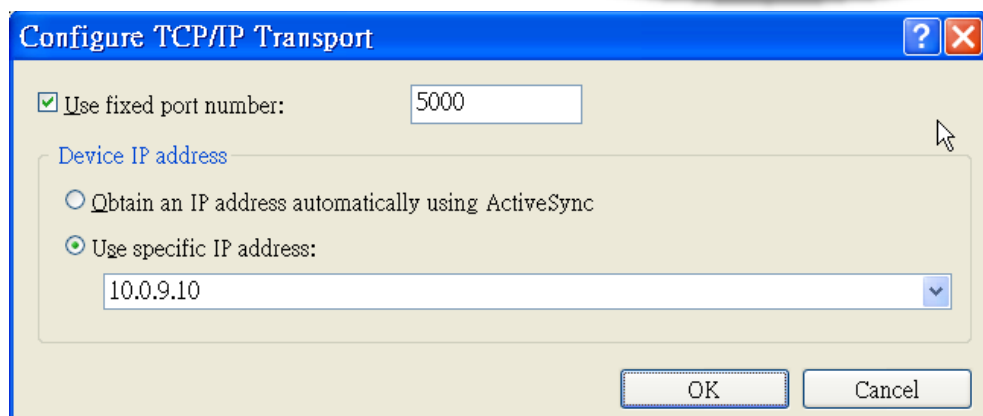 Configure TCP/IP Transport
Use fixed port number: 5000
Device IP address
Obtain an IP address automatically using ActiveSync
Use specific IP address:
10.0.9.10
OK Cancel